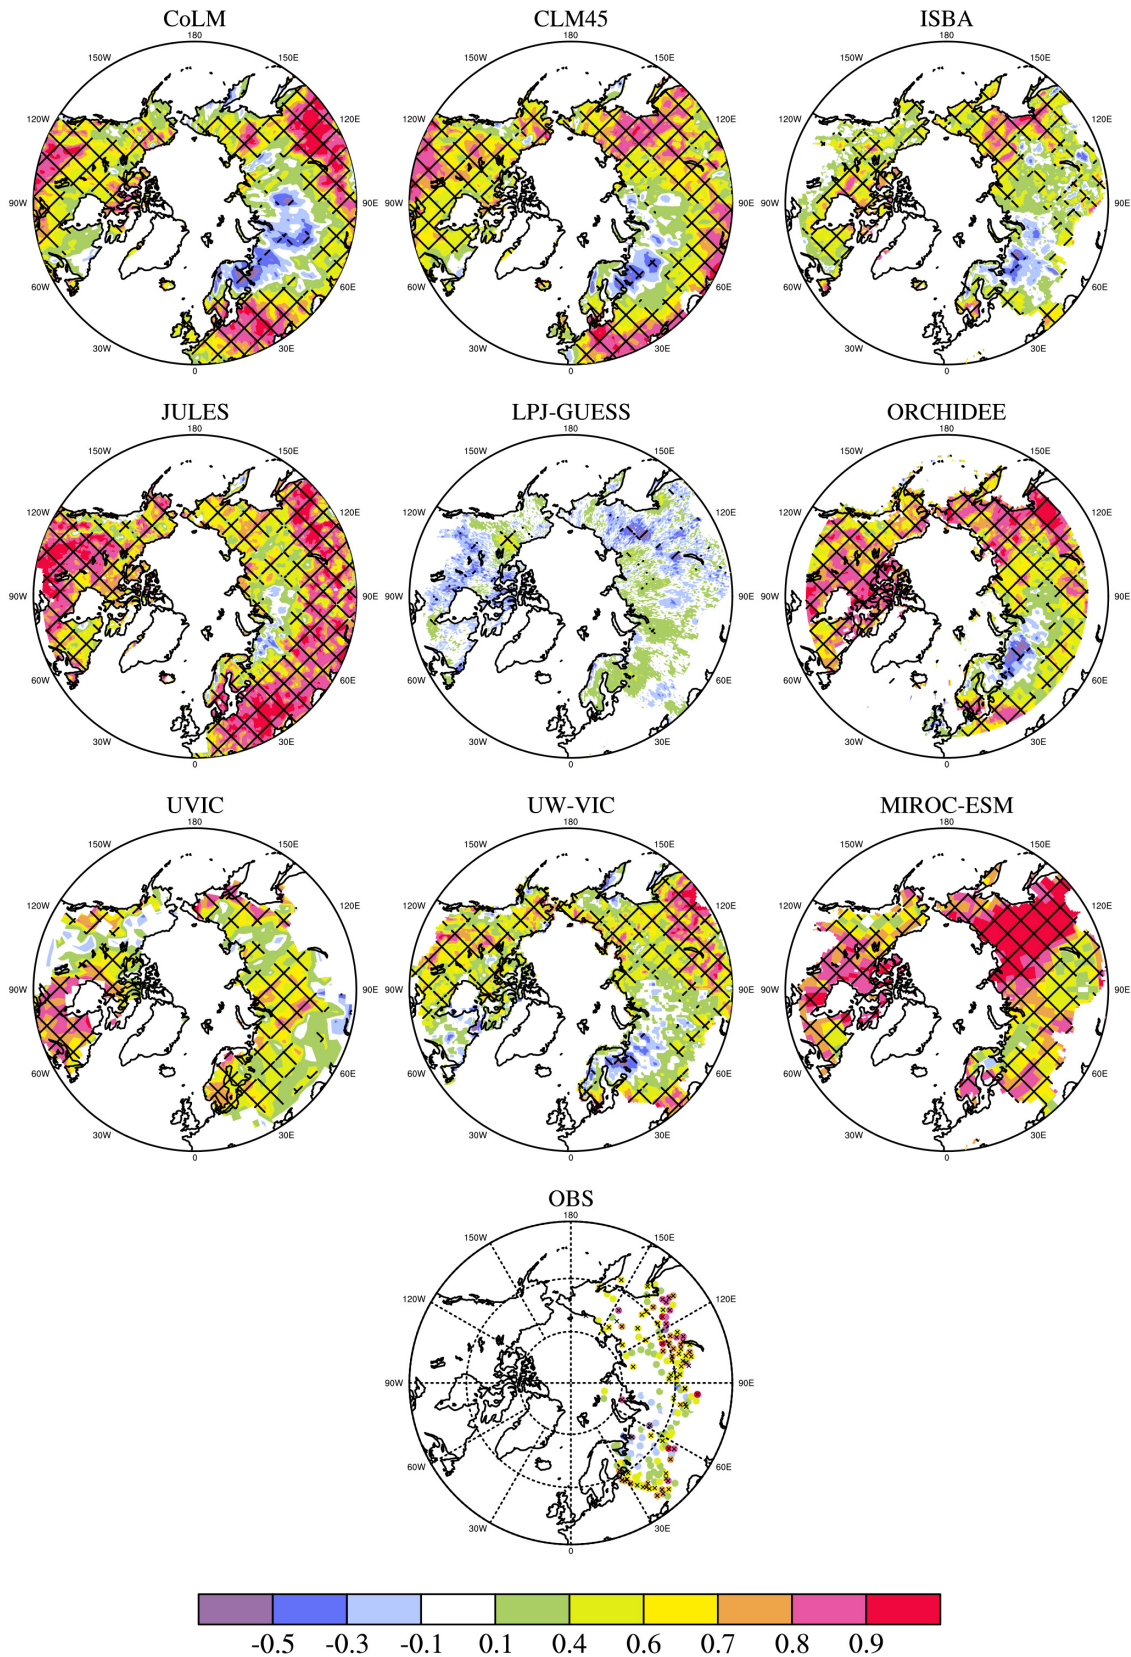 CoLM CLM45 ISBA
180 180 180
150W 150E 150W 150E 150W 150E
120W 120E 120W 120E 120W 120E
90W 90E 90W 90E 90W 90E
60W 60E 60W 60E 60W 60E
30W 30E 30W 30E 30W 30E
0 0 0
JULES LPJ-GUESS ORCHIDEE
180 180 180
150W 150E 150W 150E 150W 150E
120W 120E 120W 120E 120W 120E
90W 90E 90W 90E 90W 90E
60W 60E 60W 60E 60W 60E
30W 30E 30W 30E 30W 30E
0 0 0
UVIC UW-VIC MIROC-ESM
180 180 180
150W 150E 150W 150E 150W 150E
120W 120E 120W 120E 120W 120E
90W 90E 90W 90E 90W 90E
60W 60E 60W 60E 60W 60E
30W 30E 30W 30E 30W 30E
0 0 0
OBS
180
150W 150E
120W 120E
90W 90E
60W 60E
30W 30E
0
-0.5 -0.3 -0.1 0.1 0.4 0.6 0.7 0.8 0.9